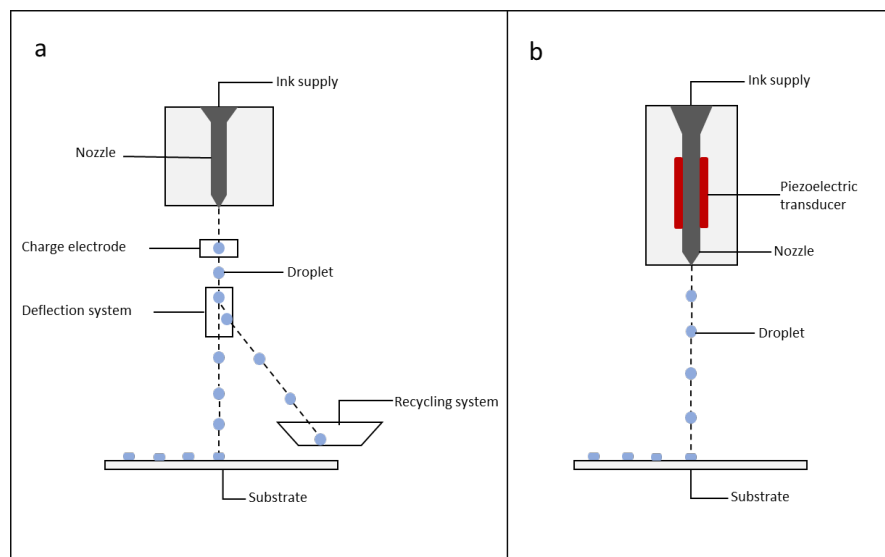 a
Ink supply
Nozzle
Charge electrode
Droplet
Deflection system
Recycling system
Substrate
b
Ink supply
Piezoelectric
transducer
Nozzle
Droplet
Substrate